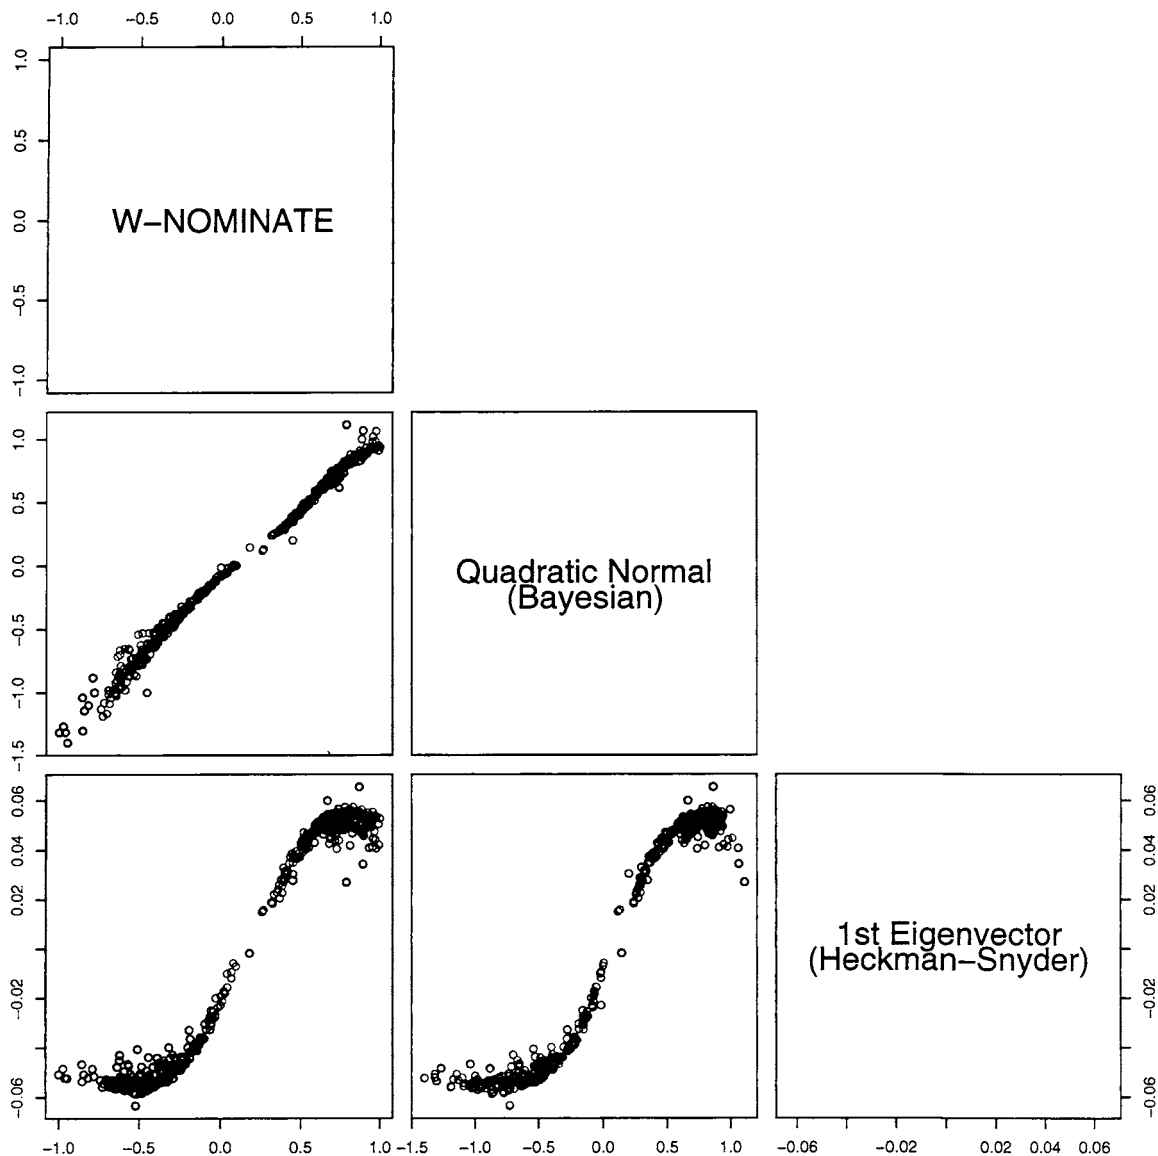 −1.0 −0.5 0.0 0.5 1.0
1.0
0.5
0.0
−0.5
−1.0
W−NOMINATE
1.0
0.5
0.0
−0.5
−1.0
−1.5
Quadratic Normal
(Bayesian)
0.06
0.04
0.02
−0.02
−0.06
1st Eigenvector
(Heckman−Snyder)
0.06
0.04
0.02
−0.02
−0.06
−1.0 −0.5 0.0 0.5 1.0
−1.5 −1.0 −0.5 0.0 0.5 1.0
−0.06 −0.02 0.02 0.04 0.06